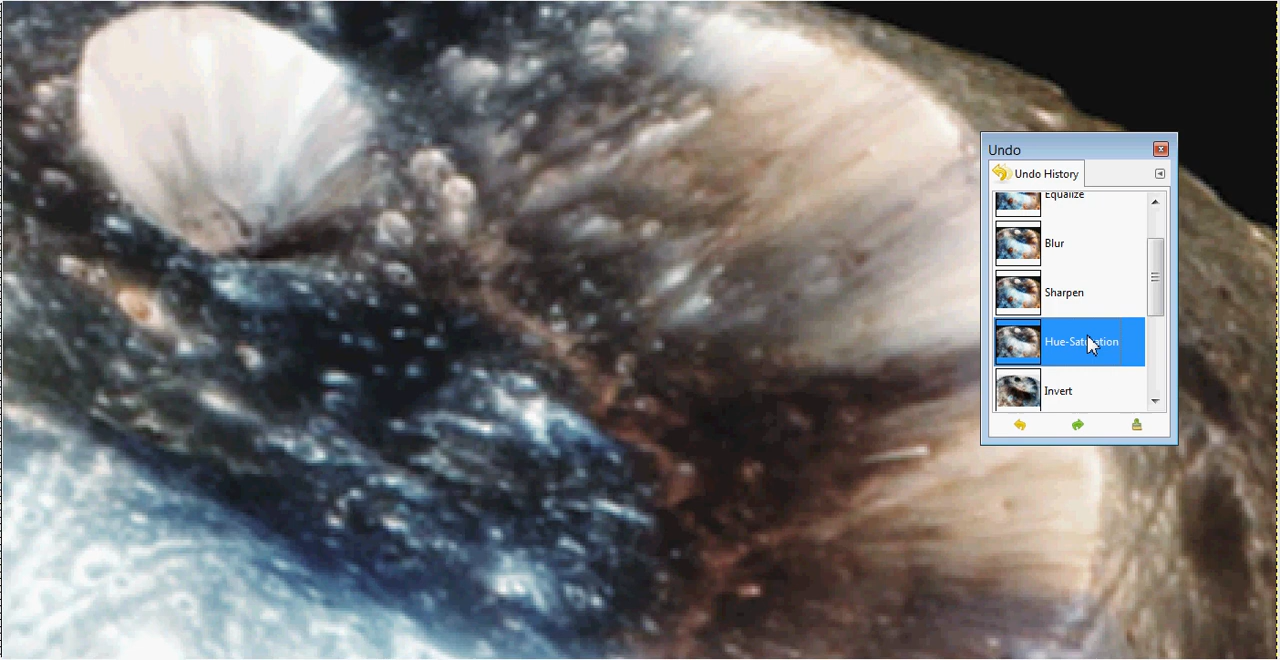 Undo
Undo History
Equalize
Blur
Sharpen
Hue-Saturation
Invert